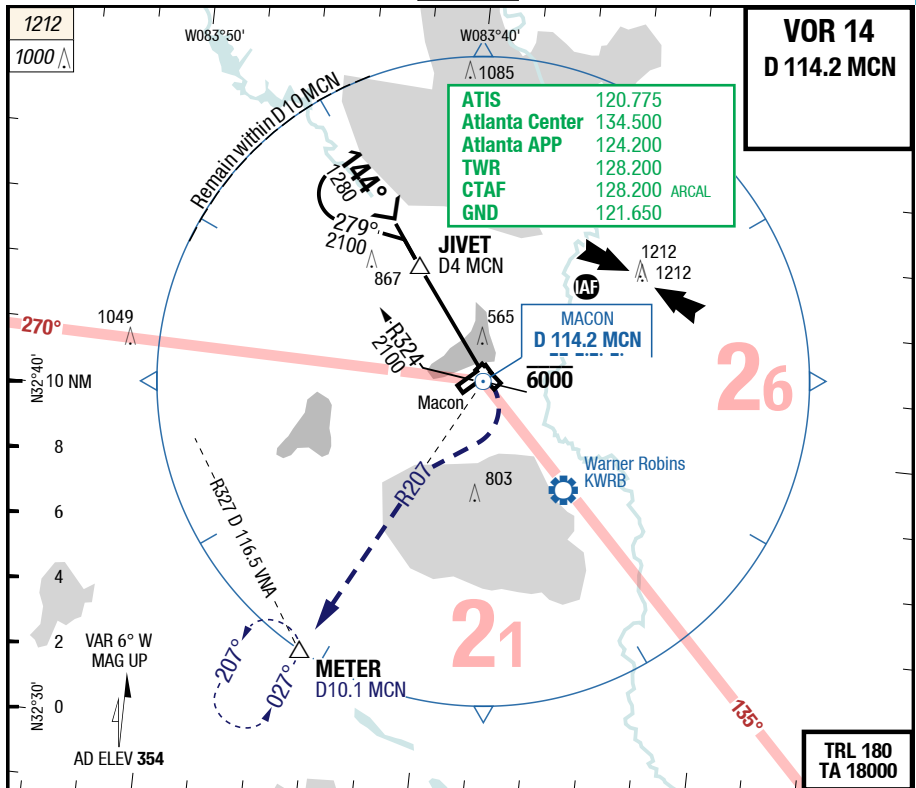 1212
1000
W083°50'
W083°40'
VOR 14
D 114.2 MCN
1085
ATIS 120.775
Atlanta Center 134.500
Atlanta APP 124.200
TWR 128.200
CTAF 128.200 ARCAL
GND 121.650
Remain within D10 MCN
144°
1280
279°
2100
JIVET
D4 MCN
867
1212
1212
IAF
1049
270°
565
MACON
D 114.2 MCN
R324
2100
6000
26
N32°40'
10 NM
Macon
8
803
Warner Robins
KWRB
R207
6
R327 D 116.5 VNA
4
21
2
VAR 6° W
MAG UP
207°
027°
METER
D10.1 MCN
N32°30'
0
135°
AD ELEV 354
TRL 180
TA 18000